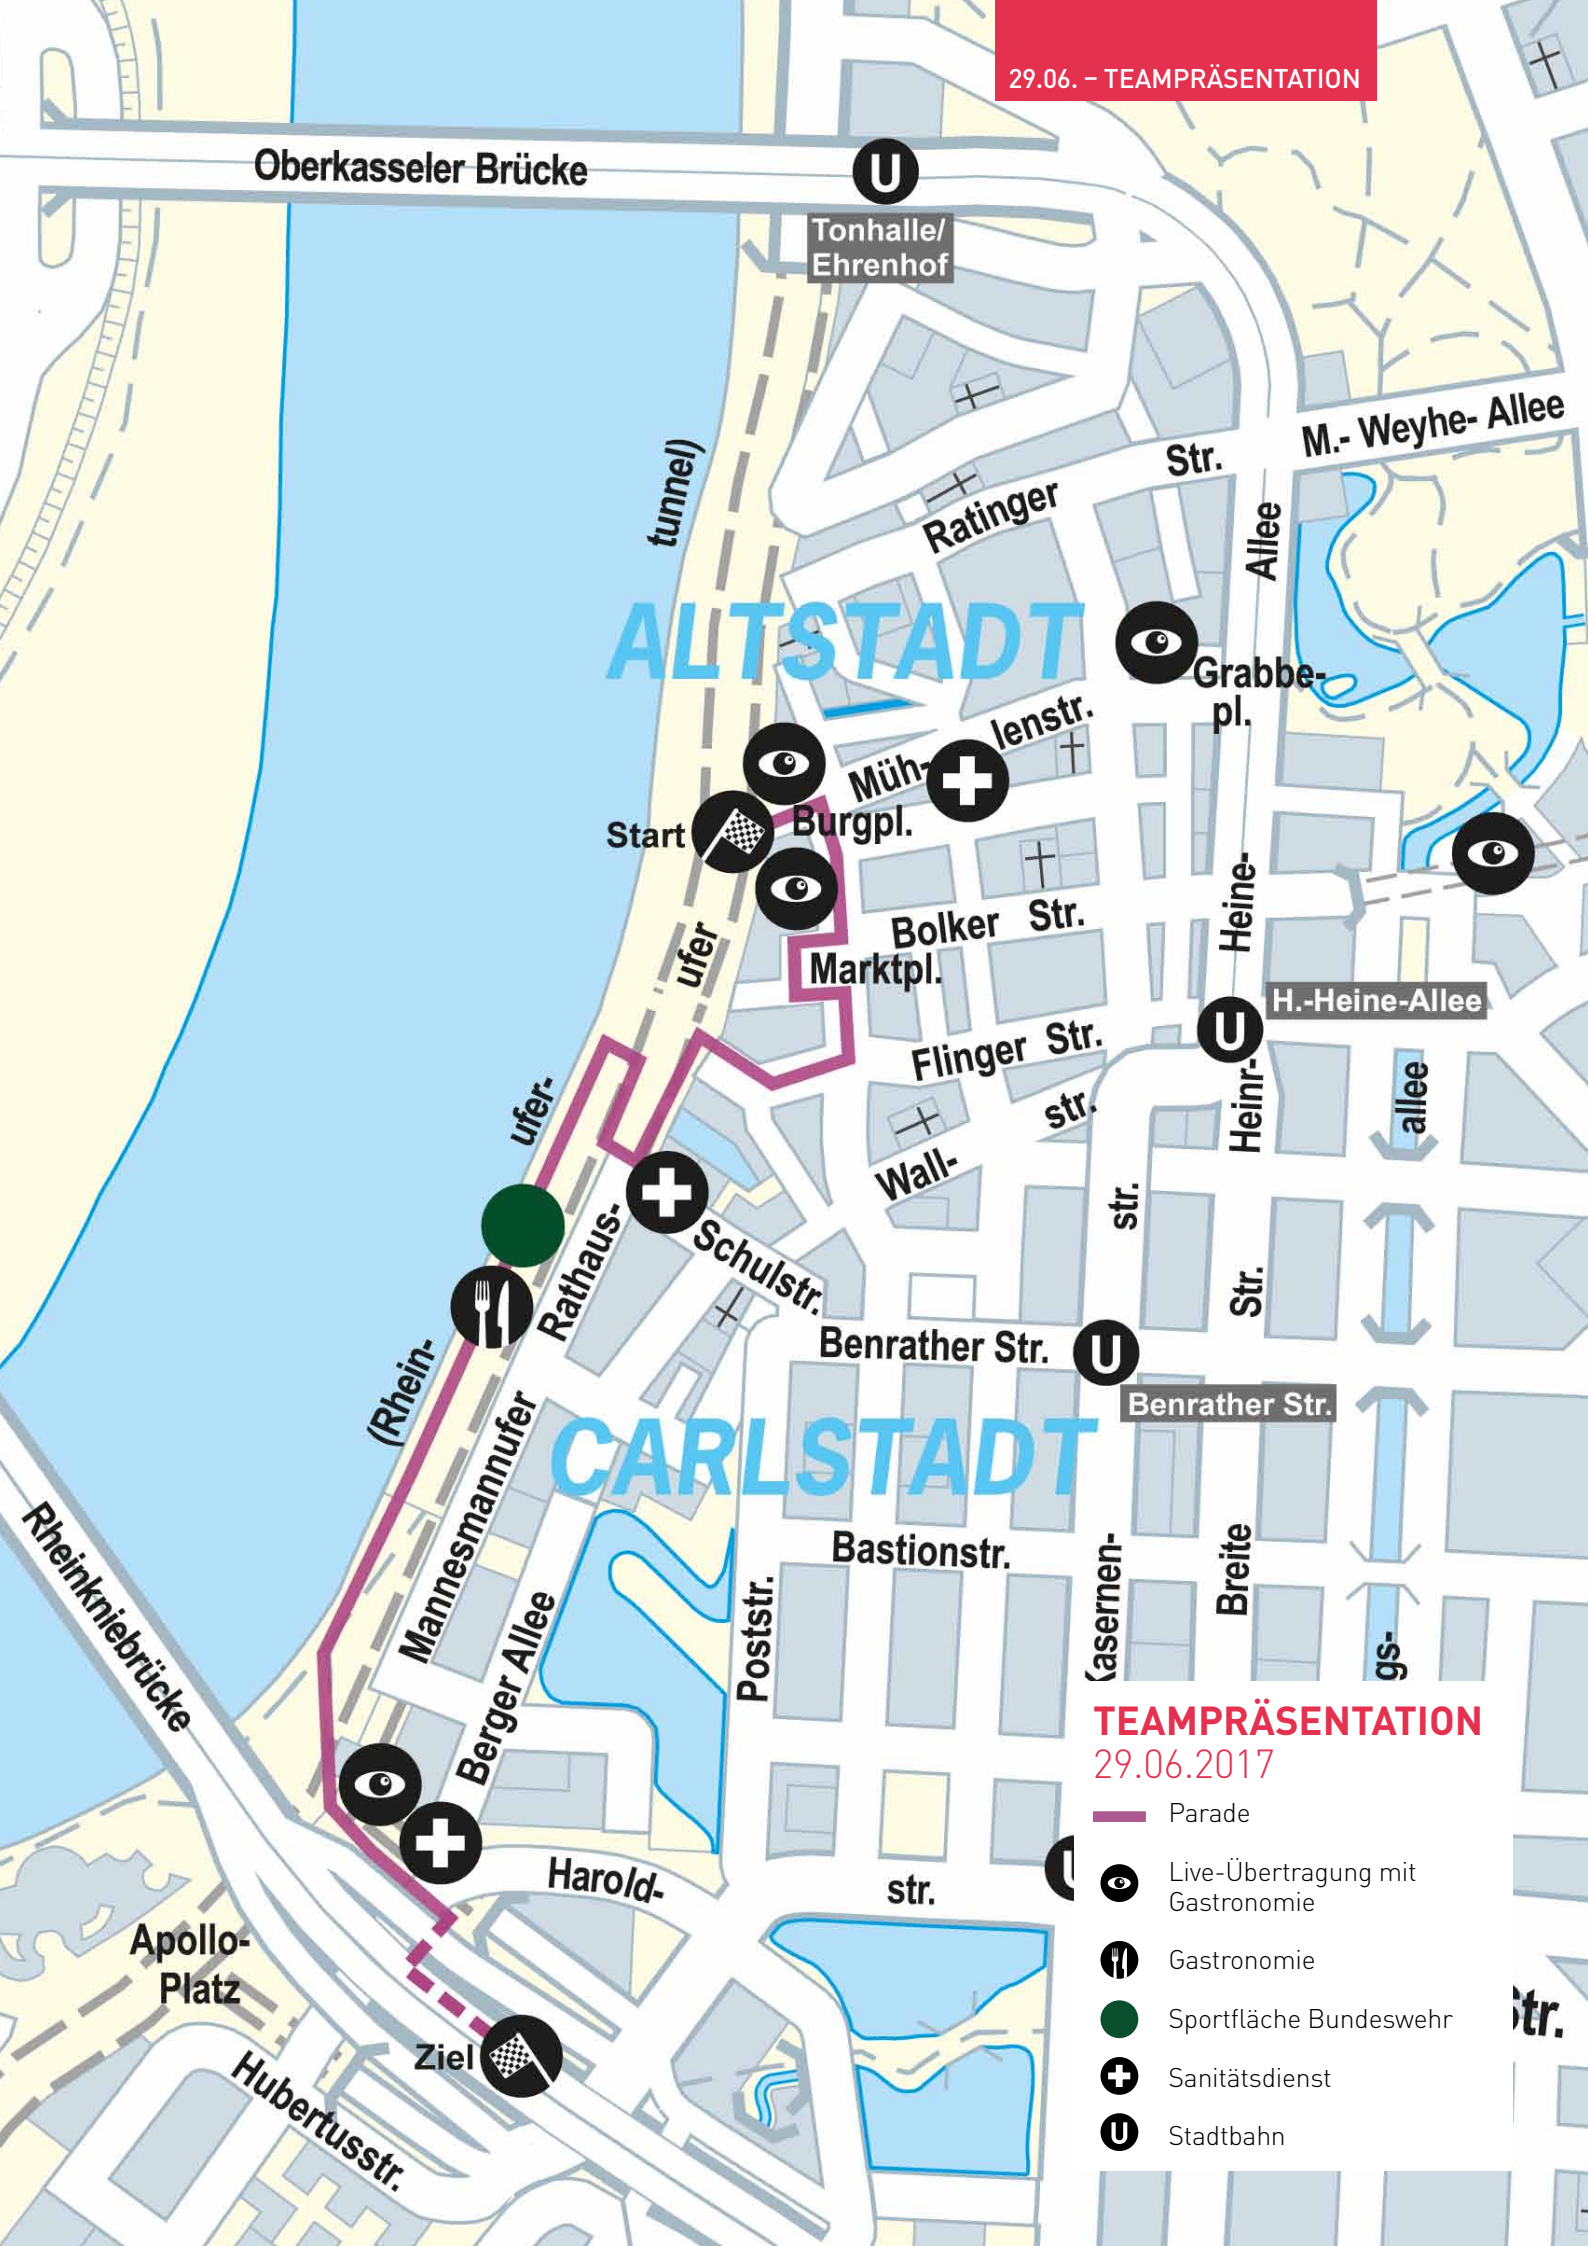 29.06. – TEAMPRÄSENTATION
Oberkasseler Brücke
U
Tonhalle/
Ehrenhof
M.- Weyhe- Allee
Str.
Ratinger
tunnel)
Allee
ALTSTADT
Grabbe-
pl.
lenstr.
Müh-
Burgpl.
Start
Heine-
Bolker Str.
ufer
Marktpl.
H.-Heine-Allee
U
Flinger Str.
Heinr-
allee
ufer-
str.
Wall-
str.
Rathaus-
Schulstr.
Str.
Benrather Str.
U
Benrather Str.
(Rhein-
Mannesmannufer
CARLSTADT
Rheinkniebrücke
Bastionstr.
Kasernen-
Breite
Poststr.
Berger Allee
gs-
TEAMPRÄSENTATION
29.06.2017
Parade
Live-Übertragung mit
Gastronomie
Gastronomie
Sportfläche Bundeswehr
Sanitätsdienst
U Stadtbahn
Harold-
str.
U
Apollo-
Platz
Str.
Ziel
Hubertusstr.